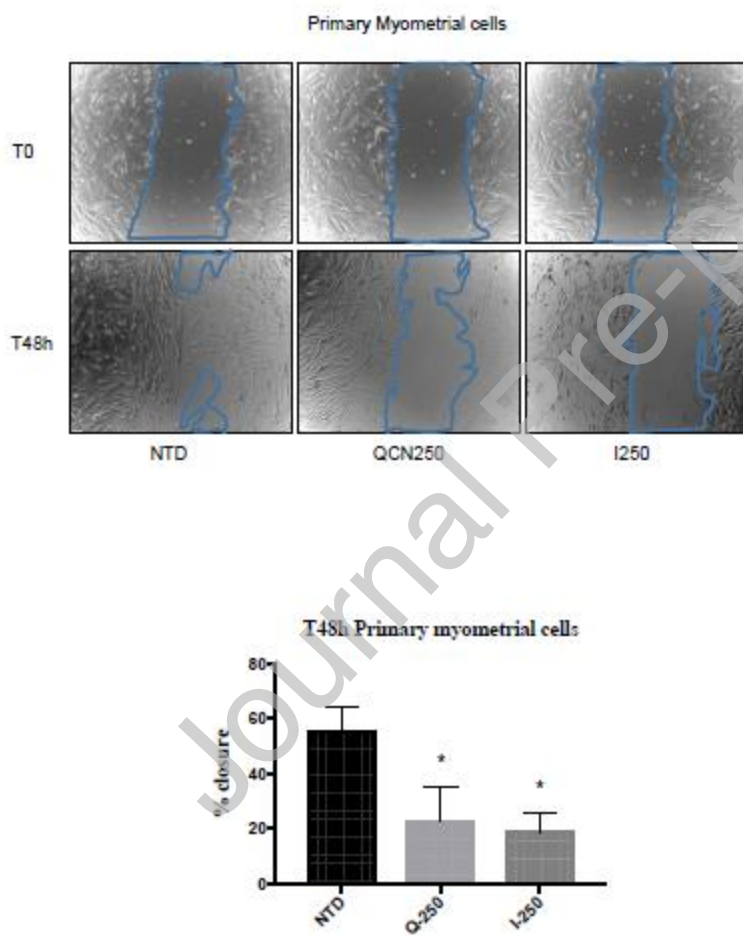 Primary Myometrial cells
T0
T48h
NTD QCN250 I250
Journal Pre-p
T48h Primary myometrial cells
% closure
80
60
40
20
0
NTD Q-250 I-250
* *